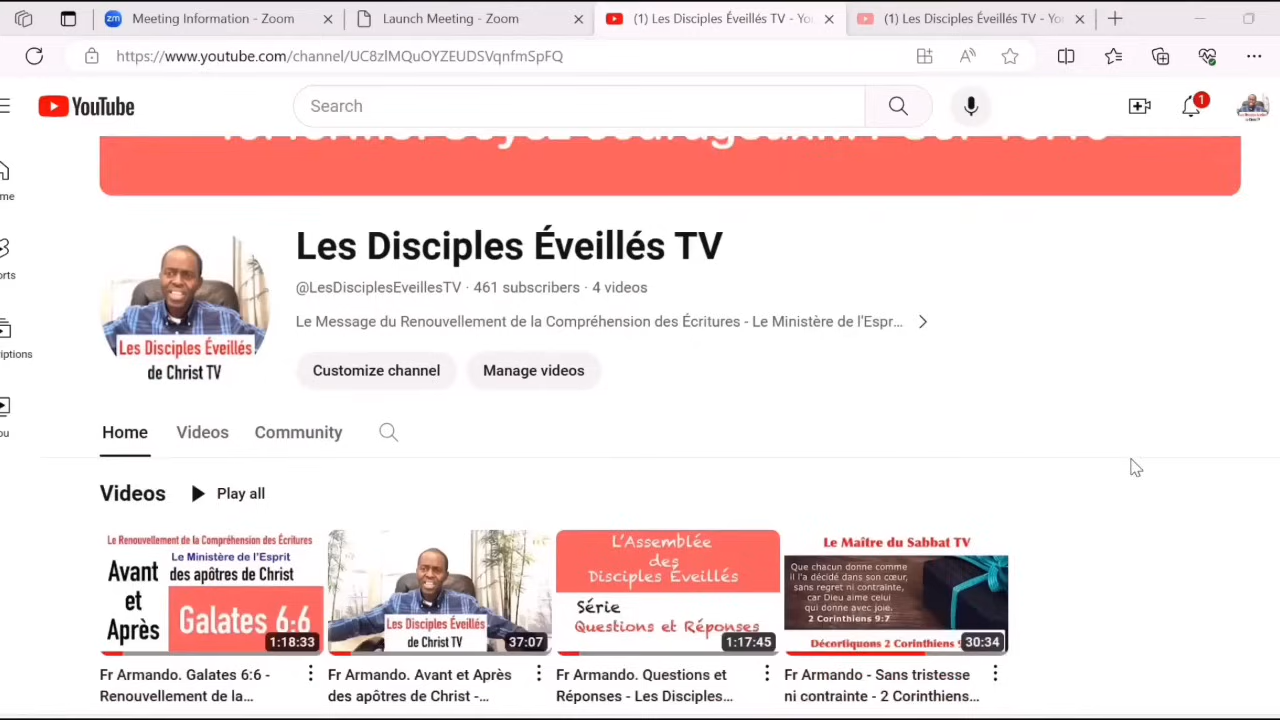 Meeting Information - Zoom
Launch Meeting - Zoom
(1) Les Disciples Éveillés TV - You
(1) Les Disciples Éveillés TV - You
https://www.youtube.com/channel/UC8zlMQuOYZEUDSVqnfmSpFQ
YouTube
Search
1
Les Disciples Éveillés
de Christ TV
Les Disciples Éveillés TV
@LesDisciplesEveillesTV · 461 subscribers · 4 videos
Le Message du Renouvellement de la Compréhension des Écritures - Le Ministère de l'Espr...
Customize channel
Manage videos
Home
Videos
Community
Videos
Play all
Le Renouvellement de la Compréhension des Écritures
Le Ministère de l'Esprit
Avant des apôtres de Christ
et
Après
Galates 6:6
1:18:33
Fr Armando. Galates 6:6 -
Renouvellement de la...
Les Disciples Éveillés
de Christ TV
37:07
Fr Armando. Avant et Après
des apôtres de Christ -...
L'Assemblée
des
Disciples Éveillés
Série
Questions et Réponses
1:17:45
Fr Armando. Questions et
Réponses - Les Disciples...
Le Maître du Sabbat TV
Que chacun donne comme
il l'a décidé dans son cœur,
sans regret ni contrainte,
car Dieu aime celui
qui donne avec joie.
2 Corinthiens 9:7
Décortiquons 2 Corinthiens
30:34
Fr Armando - Sans tristesse
ni contrainte - 2 Corinthiens...